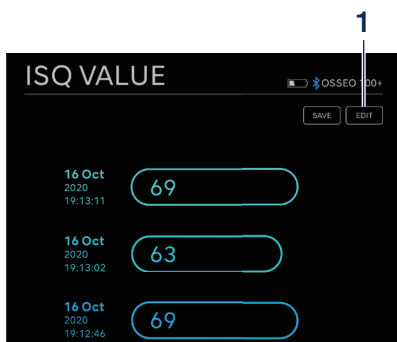 1
ISQ VALUE
OSSEO 100+
SAVE EDIT
16 Oct
2020
19:13:11
69
16 Oct
2020
19:13:02
63
16 Oct
2020
19:12:46
69